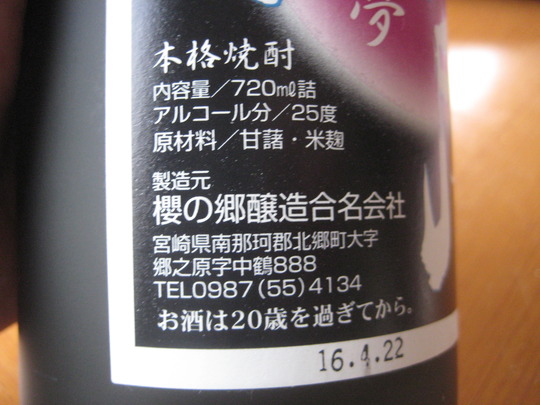 夢
本格焼酎
内容量／720mℓ詰
アルコール分／25度
原材料／甘藷・米麹
製造元
櫻の郷醸造合名会社
宮崎県南那珂郡北郷町大字
郷之原字中鶴888
TEL0987(55)4134
お酒は20歳を過ぎてから。
16.4.22